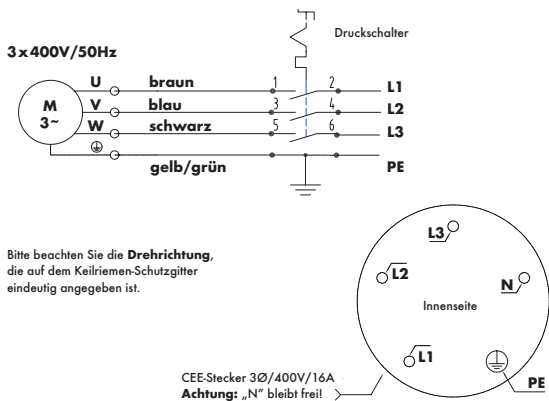 Druckschalter
3x400V/50Hz
U braun 1 2 L1
M V blau 3 4 L2
3~ W schwarz 5 6 L3
gelb/grün PE
Bitte beachten Sie die Drehrichtung,
die auf dem Keilriemen-Schutzgitter
eindeutig angegeben ist.
L3
L2 N
Innenseite
L1
PE
CEE-Stecker 3Ø/400V/16A
Achtung: „N” bleibt frei!